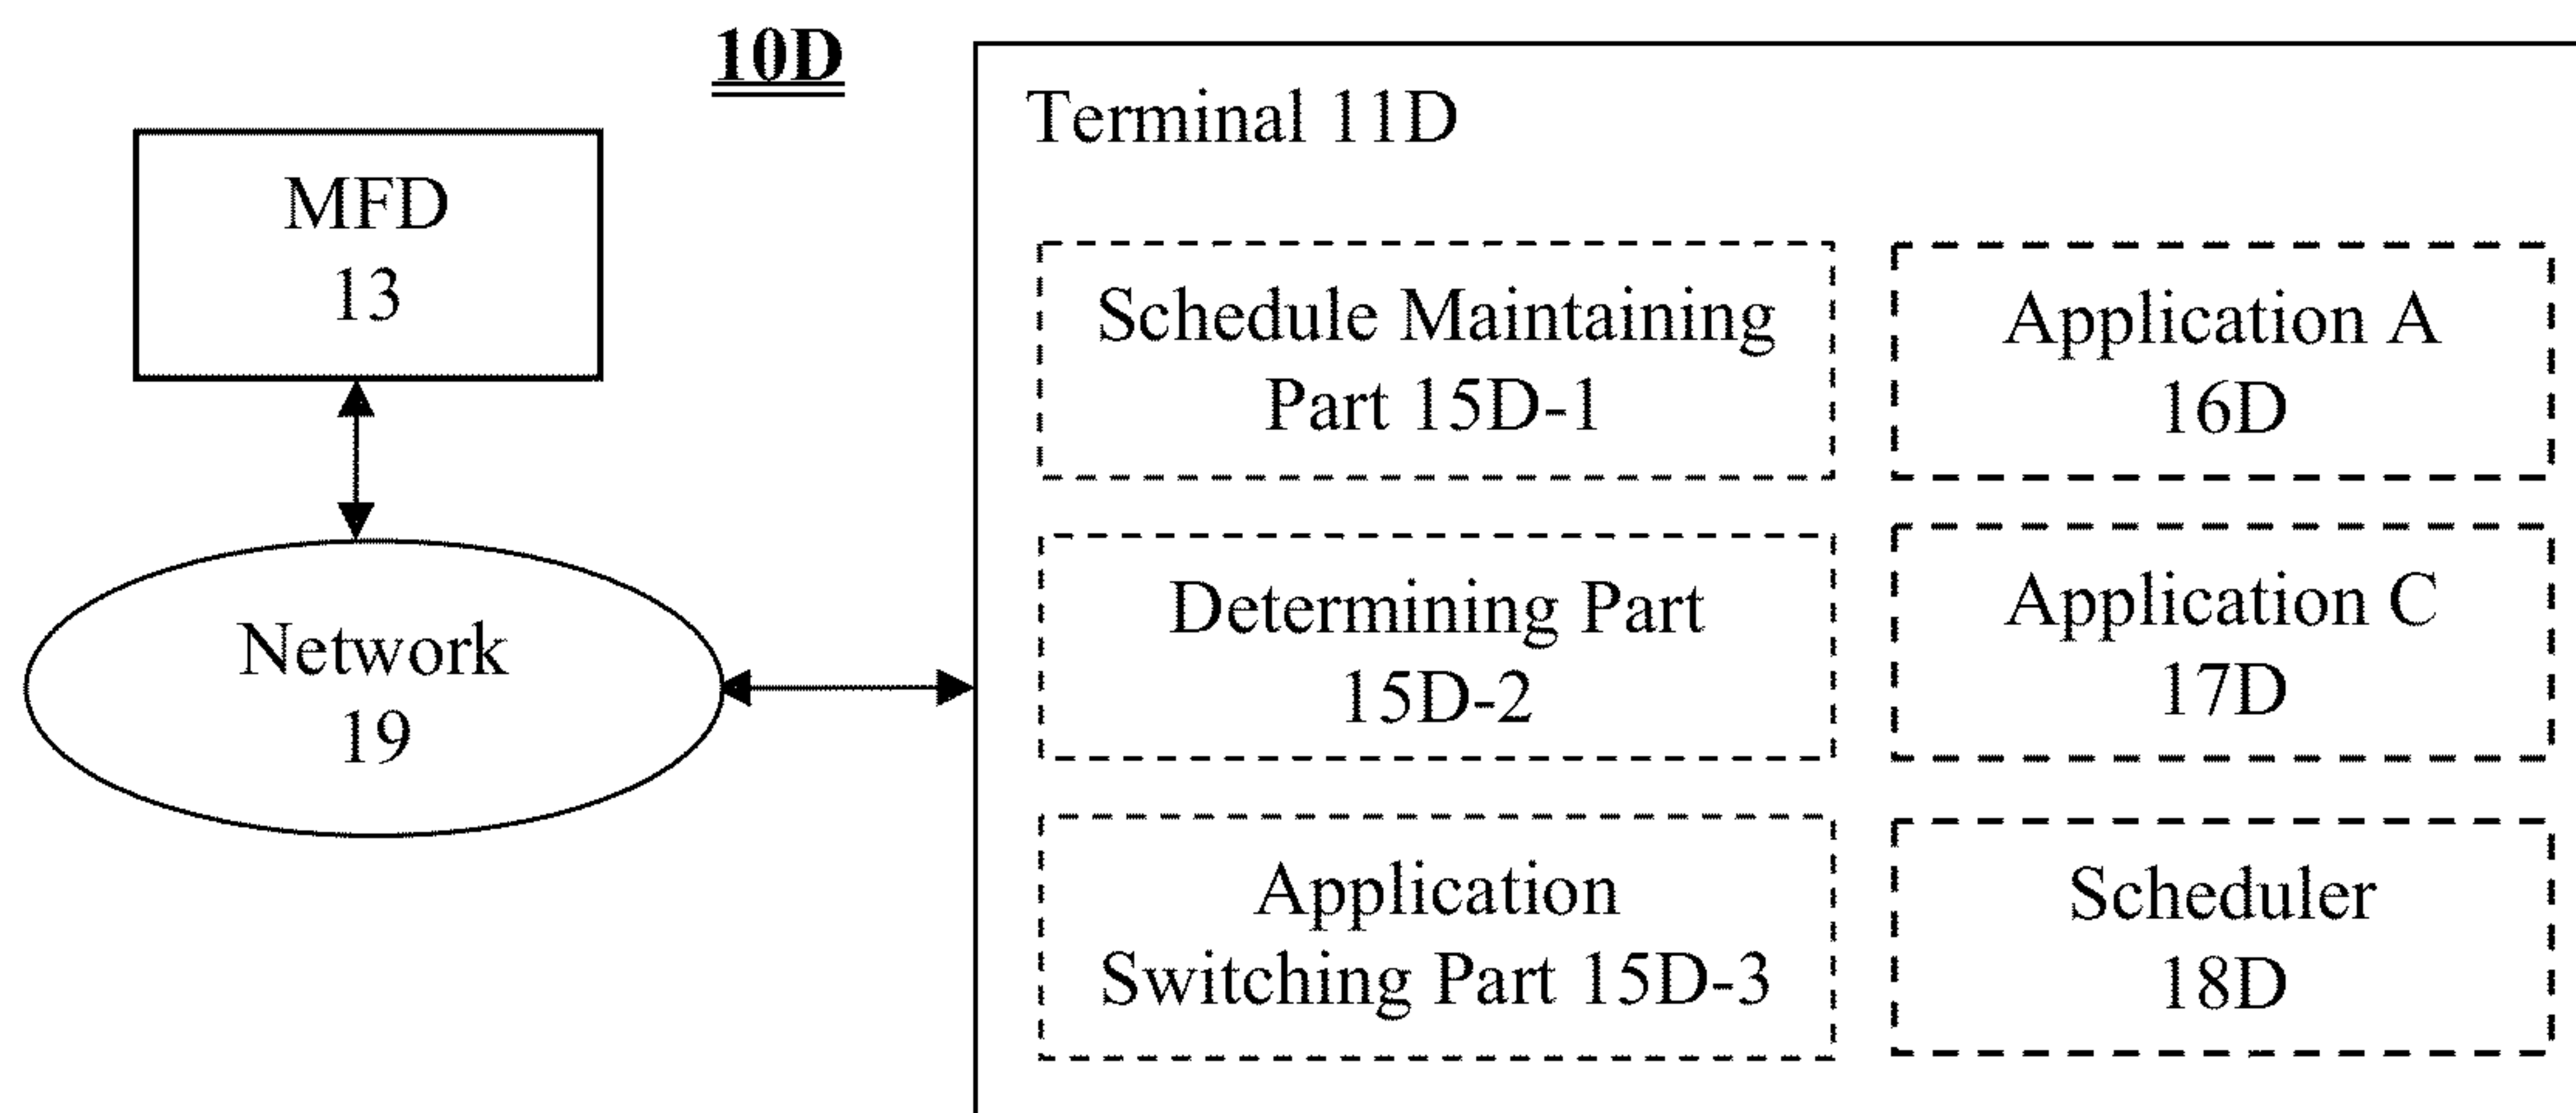 10D
MFD
13
Network
19
Terminal 11D
Schedule Maintaining
Part 15D-1
Determining Part
15D-2
Application
Switching Part 15D-3
Application A
16D
Application C
17D
Scheduler
18D